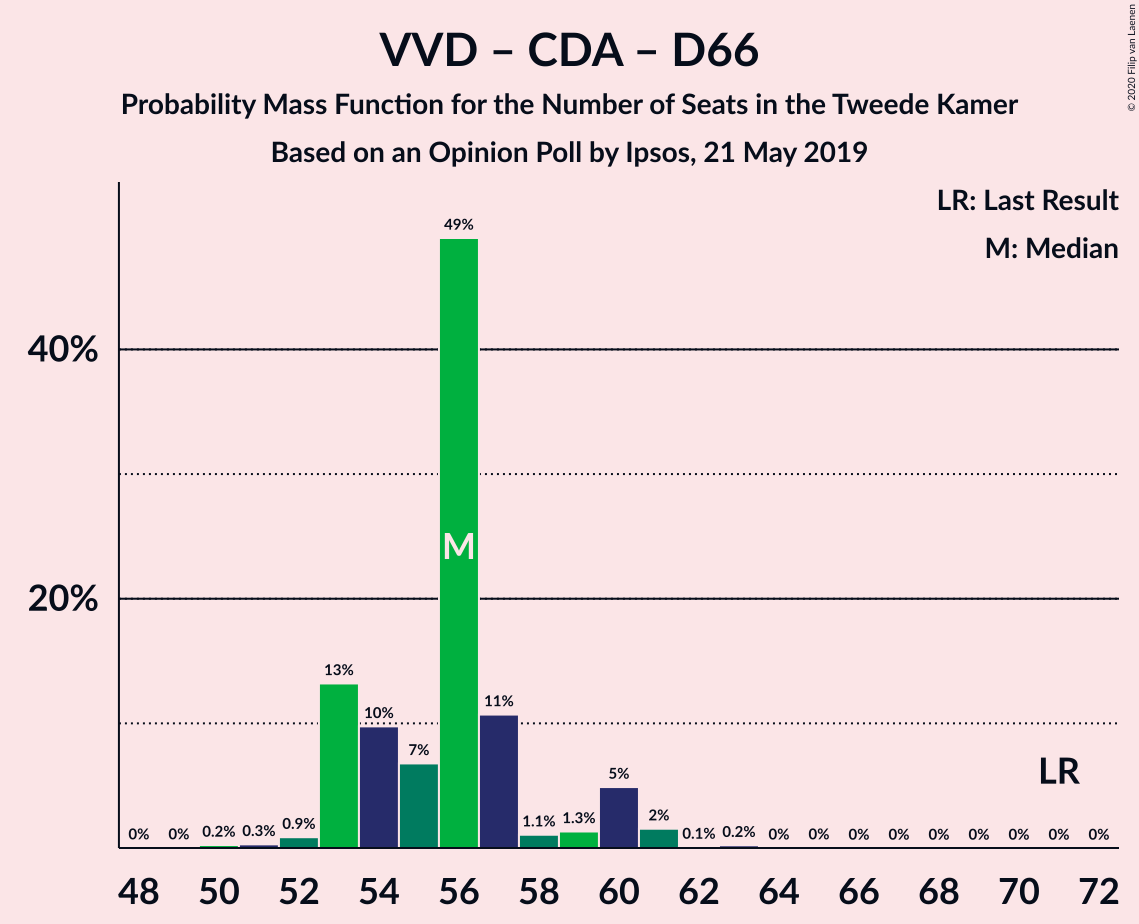 VVD – CDA – D66
Probability Mass Function for the Number of Seats in the Tweede Kamer
Based on an Opinion Poll by Ipsos, 21 May 2019
© 2020 Filip van Laenen
LR: Last Result
M: Median
40%
20%
0% 0% 0.2% 0.3% 0.9% 13% 10% 7% 49% 11% 1.1% 1.3% 5% 2% 0.1% 0.2% 0% 0% 0% 0% 0% 0% 0% 0% 0%
M
LR
48 50 52 54 56 58 60 62 64 66 68 70 72